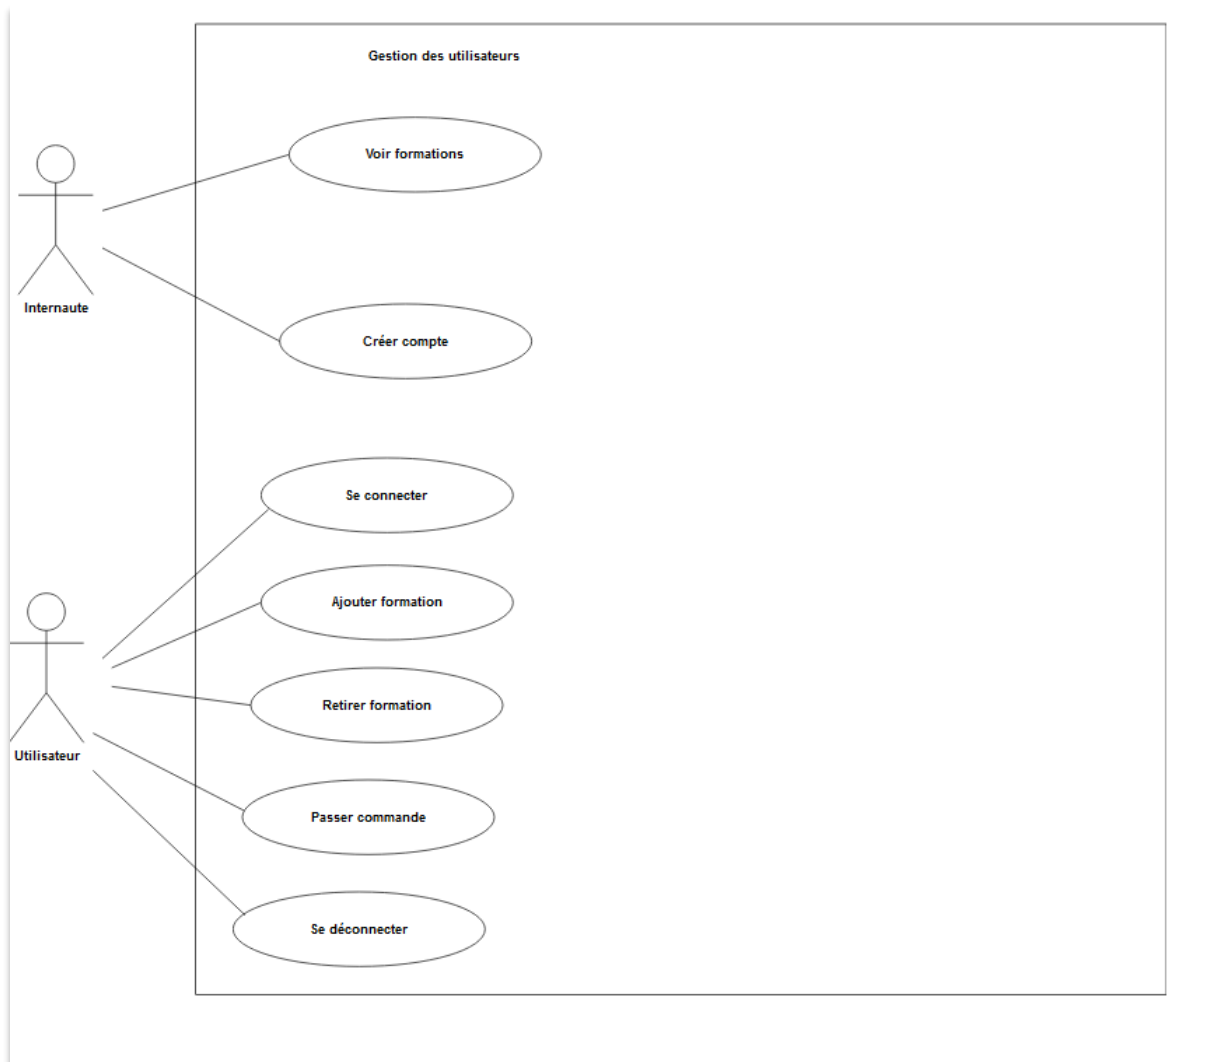 Gestion des utilisateurs
Voir formations
Internaute
Créer compte
Se connecter
Ajouter formation
Retirer formation
Utilisateur
Passer commande
Se déconnecter